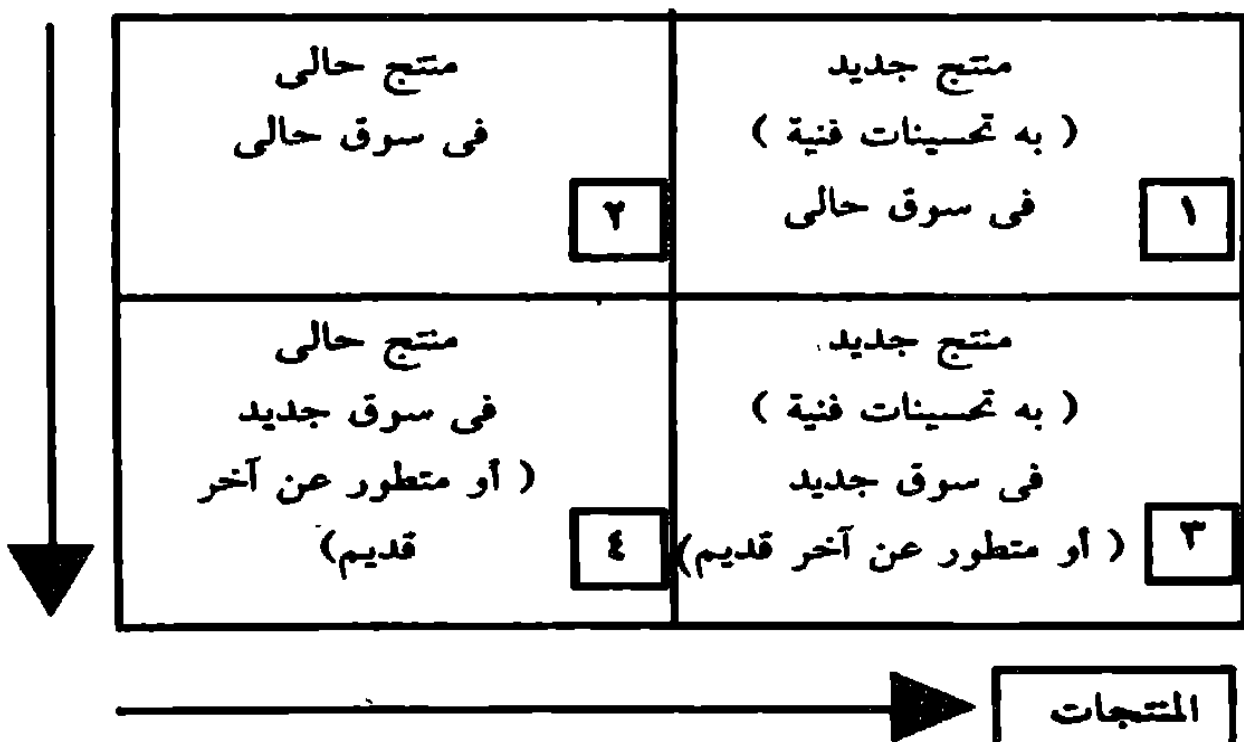 منتج جديد
( به تحسينات فنية )
فى سوق حالى
١
منتج حالى
فى سوق حالى
٢
منتج جديد
( به تحسينات فنية )
فى سوق جديد
( أو متطور عن آخر قديم)
٣
منتج حالى
فى سوق جديد
( أو متطور عن آخر
قديم)
٤
المنتجات